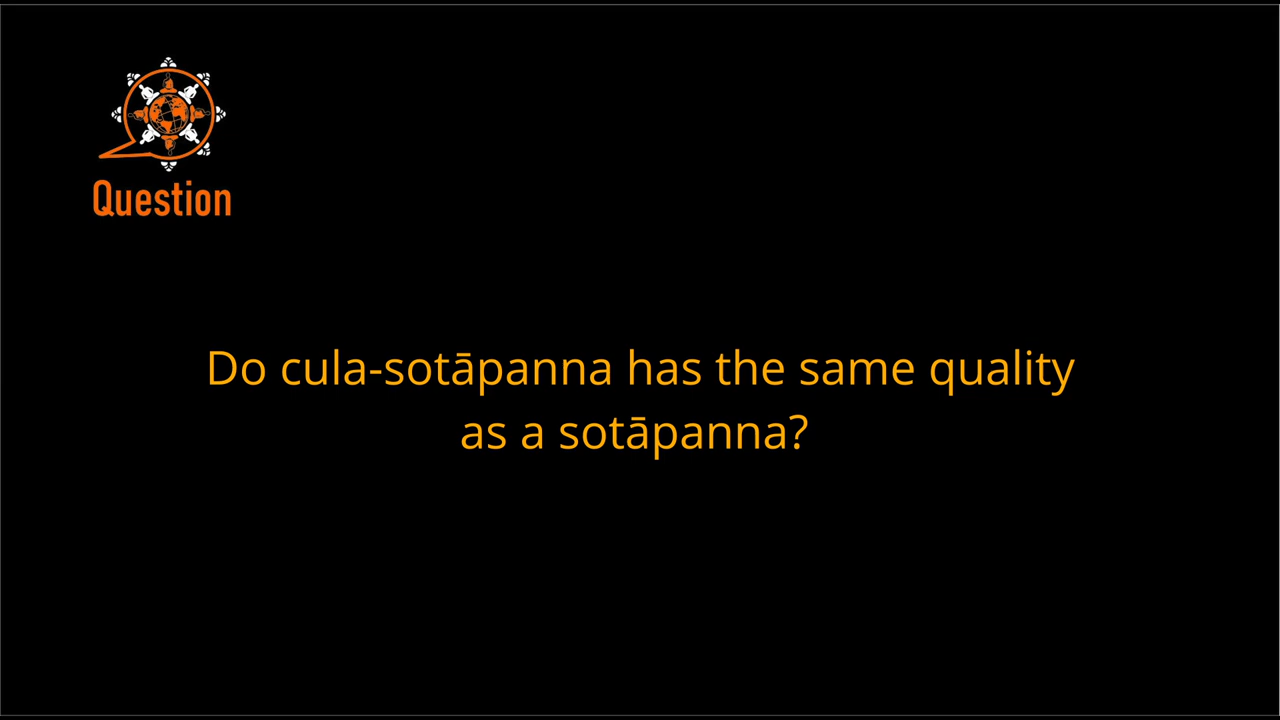 Question
Do cula-sotāpanna has the same quality
as a sotāpanna?